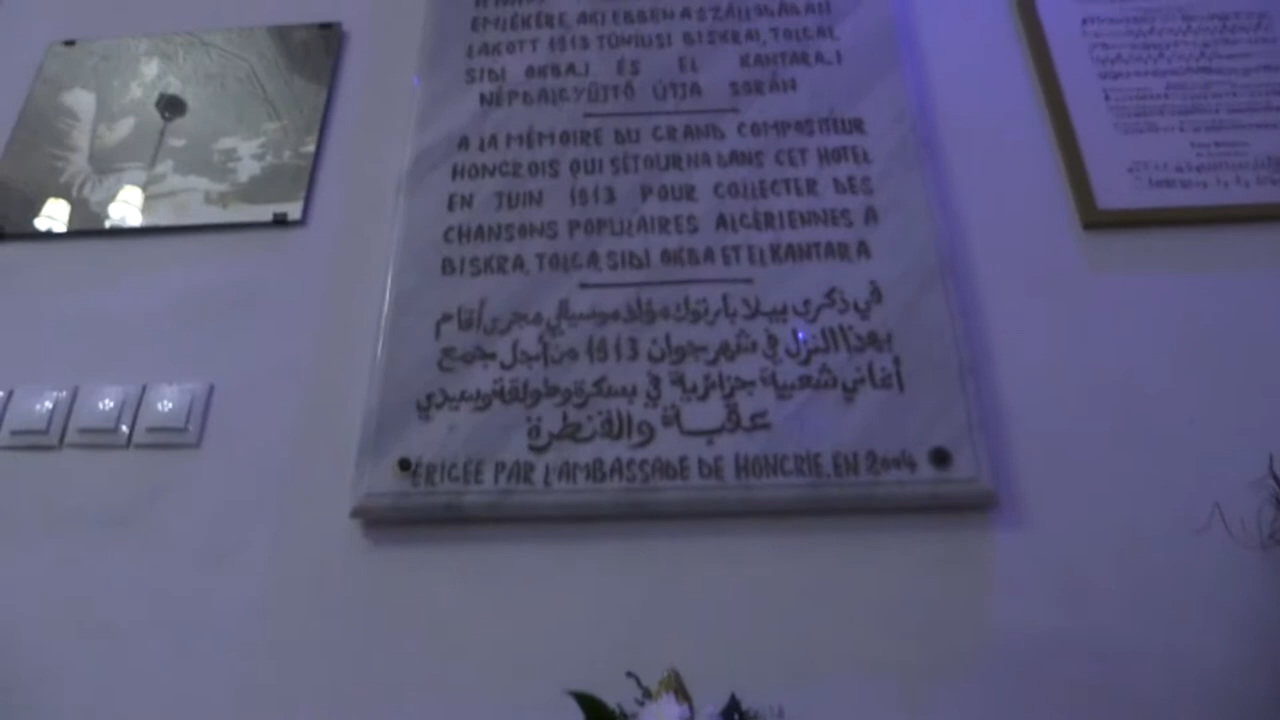 EMLÉKÉRE, AKI EBBEN A SZÁLLODÁBAN
LAKOTT 1913 JÚNIUSI BISKRAI, TOLGAI,
SIDI OKBAI ÉS EL KANTARAI
NÉPDALGYÜJTŐ ÚTJA SORÁN
A LA MÉMOIRE DU GRAND COMPOSITEUR
HONGROIS QUI SÉJOURNA DANS CET HOTEL
EN JUIN 1913 POUR COLLECTER DES
CHANSONS POPULAIRES ALGÉRIENNES A
BISKRA, TOLGA, SIDI OKBA ET EL KANTARA
في ذكرى بيلا بارتوك مؤلف موسيقي مجري أقام
بهذا النزل في شهر جوان 1913 من أجل جمع
أغاني شعبية جزائرية في بسكرة وطولقة وسيدي
عقبة والقنطرة
ÉRIGÉE PAR L'AMBASSADE DE HONGRIE, EN 2004